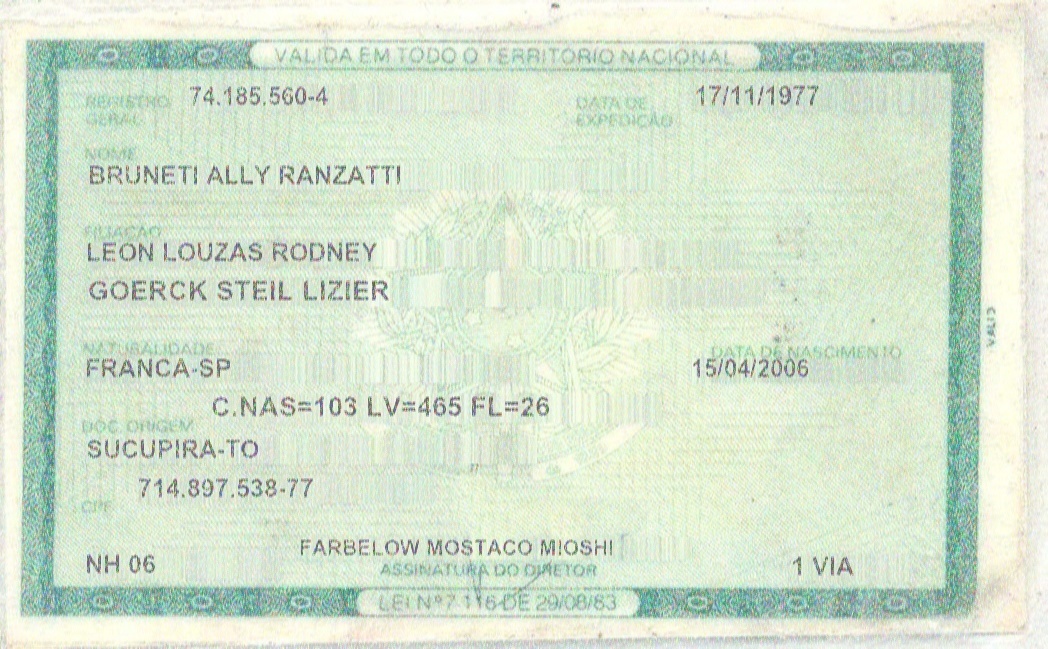 VALIDA EM TODO O TERRITORIO NACIONAL
REGISTRO GERAL 74.185.560-4 DATA DE EXPEDIÇÃO 17/11/1977
NOME
BRUNETI ALLY RANZATTI
FILIAÇÃO
LEON LOUZAS RODNEY
GOERCK STEIL LIZIER
NATURALIDADE DATA DE NASCIMENTO
FRANCA-SP 15/04/2006
C.NAS=103 LV=465 FL=26
DOC. ORIGEM
SUCUPIRA-TO
714.897.538-77
CPF
FARBELOW MOSTACO MIOSHI
NH 06 1 VIA
ASSINATURA DO DIRETOR
LEI Nº 7.116 DE 29/08/83